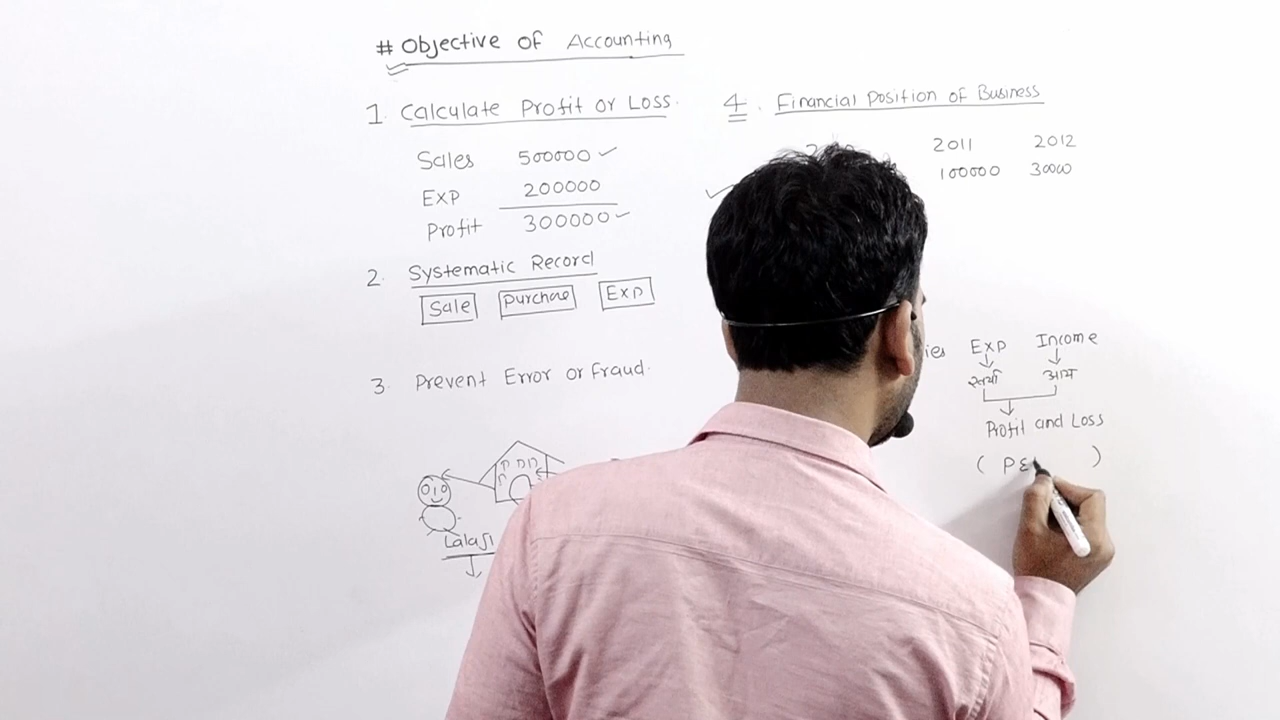 # Objective of Accounting
1. Calculate Profit or Loss.
Sales 500000
Exp 200000
Profit 300000
2. Systematic Record
Sale Purchase Exp
3. Prevent Error or Fraud.
Lalaji
4. Financial Position of Business
2011 2012
100000 30000
ies Exp Income
खर्चा आय
Profit and Loss
( P&
)